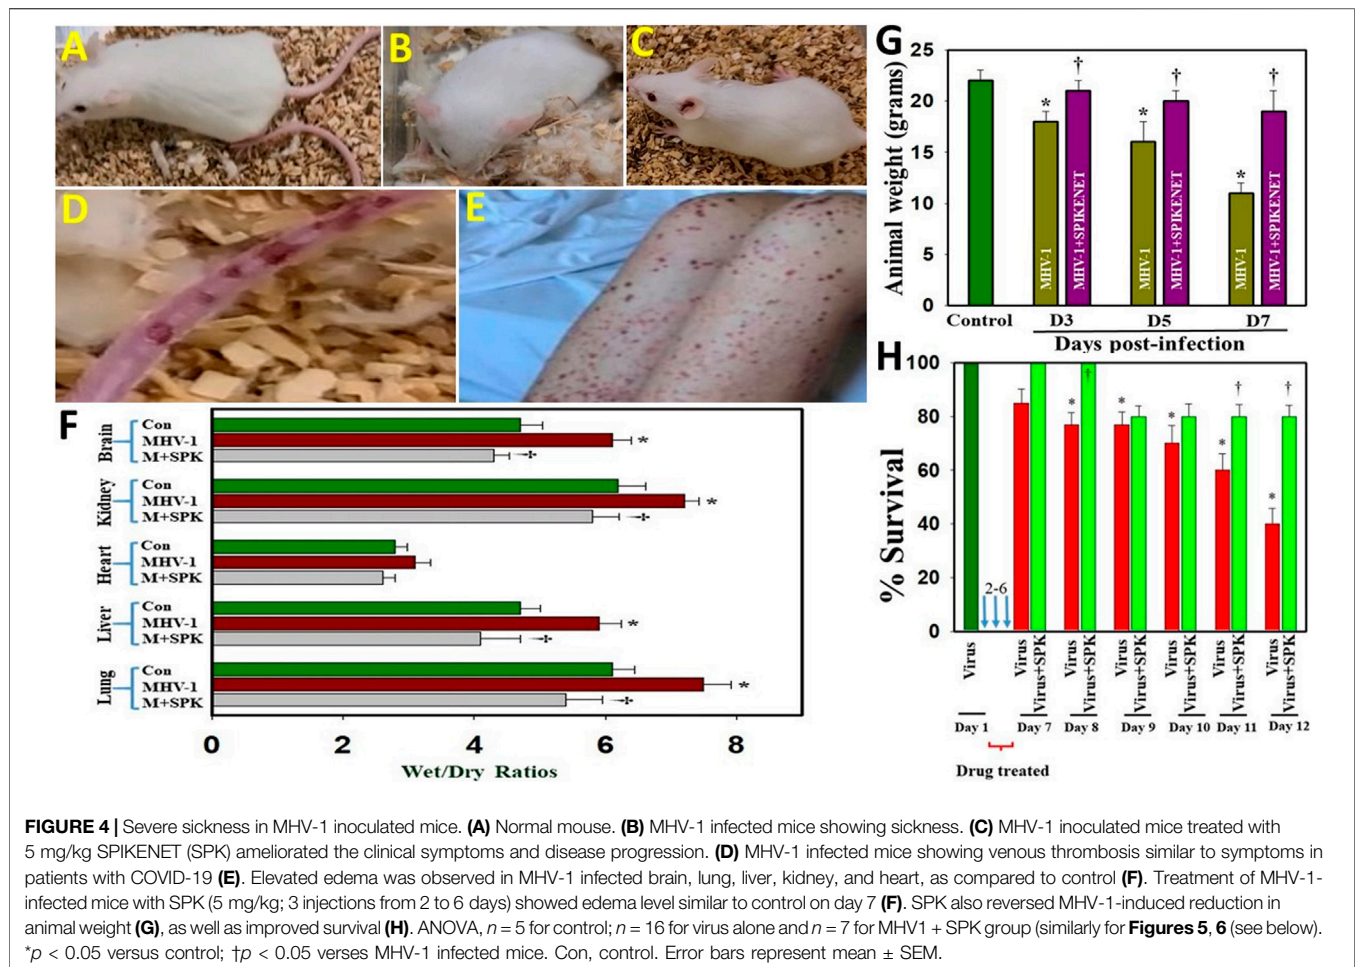 A
B
C
D
E
F
Brain
Con
MHV-1
*
M+SPK
Kidney
Con
MHV-1
*
M+SPK
Heart
Con
MHV-1
M+SPK
Liver
Con
MHV-1
*
M+SPK
Lung
Con
MHV-1
*
M+SPK
0 2 4 6 8
Wet/Dry Ratios
G
Animal weight (grams)
25
20
15
10
5
0
* † * † * †
MHV-1
MHV-1+SPIKENET
MHV-1
MHV-1+SPIKENET
MHV-1
MHV-1+SPIKENET
Control D3 D5 D7
Days post-infection
H
% Survival
100
80
60
40
20
0
* † * * * † * †
2-6
Virus
Virus
Virus+SPK
Virus
Virus+SPK
Virus
Virus+SPK
Virus
Virus+SPK
Virus
Virus+SPK
Virus
Virus+SPK
Day 1 Day 7 Day 8 Day 9 Day 10 Day 11 Day 12
Drug treated
FIGURE 4 | Severe sickness in MHV-1 inoculated mice. (A) Normal mouse. (B) MHV-1 infected mice showing sickness. (C) MHV-1 inoculated mice treated with
5 mg/kg SPIKENET (SPK) ameliorated the clinical symptoms and disease progression. (D) MHV-1 infected mice showing venous thrombosis similar to symptoms in
patients with COVID-19 (E). Elevated edema was observed in MHV-1 infected brain, lung, liver, kidney, and heart, as compared to control (F). Treatment of MHV-1-
infected mice with SPK (5 mg/kg; 3 injections from 2 to 6 days) showed edema level similar to control on day 7 (F). SPK also reversed MHV-1-induced reduction in
animal weight (G), as well as improved survival (H). ANOVA, n = 5 for control; n = 16 for virus alone and n = 7 for MHV1 + SPK group (similarly for Figures 5, 6 (see below).
*p < 0.05 versus control; †p < 0.05 verses MHV-1 infected mice. Con, control. Error bars represent mean ± SEM.